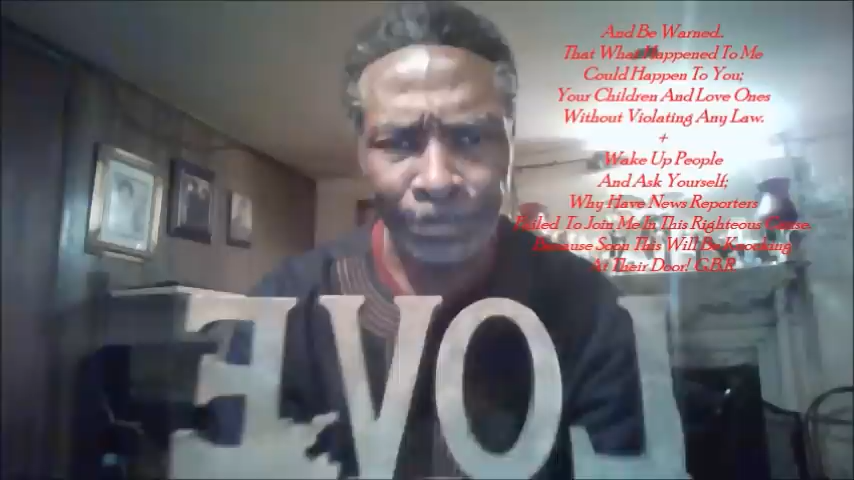 And Be Warned.
That What Happened To Me
Could Happen To You;
Your Children And Love Ones
Without Violating Any Law.
+
Wake Up People
And Ask Yourself;
Why Have News Reporters
Failed To Join Me In This Righteous Cause
Because Soon This Will Be Knocking
At Their Door! G.B.R
LOVE